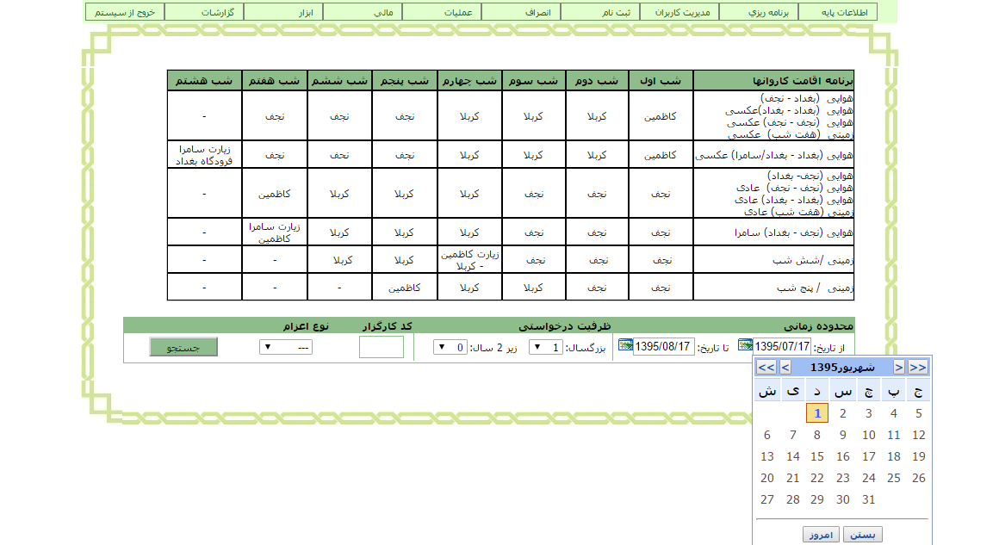 اطلاعات پایه	برنامه ریزی	مدیریت کاربران	ثبت نام	انصراف	عملیات	مالی	ابزار	گزارشات	خروج از سیستم
برنامه اقامت کاروانها	شب اول	شب دوم	شب سوم	شب چهارم	شب پنجم	شب ششم	شب هفتم	شب هشتم
هوایی (بغداد - نجف)
هوایی (بغداد - بغداد)عکسی
هوایی (نجف - نجف) عکسی
زمینی (هفت شب) عکسی
کاظمین	کربلا	کربلا	کربلا	نجف	نجف	نجف	-
هوایی (بغداد - بغداد/سامرا) عکسی	کاظمین	کربلا	کربلا	کربلا	نجف	نجف	نجف	زیارت سامرا
فرودگاه بغداد
هوایی (نجف- بغداد)
هوایی (نجف - نجف) عادی
هوایی (بغداد - بغداد) عادی
زمینی (هفت شب) عادی
نجف	نجف	نجف	کربلا	کربلا	کربلا	کاظمین	-
هوایی (نجف - بغداد) سامرا	نجف	نجف	نجف	کربلا	کربلا	کربلا	زیارت سامرا
کاظمین	-
زمینی /شش شب	نجف	نجف	نجف	زیارت کاظمین
- کربلا	کربلا	کربلا	-	-
زمینی / پنج شب	نجف	نجف	کربلا	کربلا	کاظمین	-	-	-
محدوده زمانی	ظرفیت درخواستی	کد کارگزار	نوع اعزام
از تاریخ: 1395/07/17	تا تاریخ: 1395/08/17	بزرگسال: 1	زیر 2 سال: 0	---	جستجو
<< <	شهریور1395	> >>
ش	ی	د	س	چ	پ	ج
1	2	3	4	5
6	7	8	9	10	11	12
13	14	15	16	17	18	19
20	21	22	23	24	25	26
27	28	29	30	31
بستن	امروز